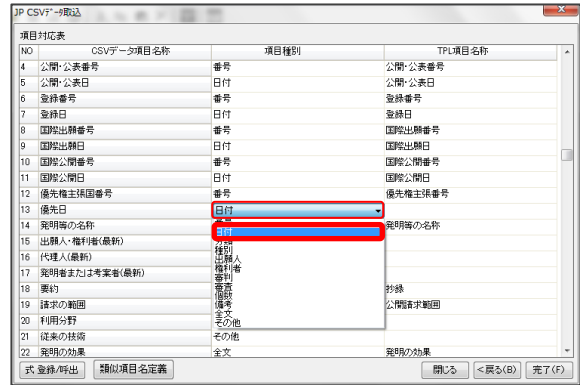 JP CSVデータ取込
項目対応表
NO CSVデータ項目名称 項目種別 TPL項目名称
4 公開・公表番号 番号 公開・公表番号
5 公開・公表日 日付 公開・公表日
6 登録番号 番号 登録番号
7 登録日 日付 登録日
8 国際出願番号 番号 国際出願番号
9 国際出願日 日付 国際出願日
10 国際公開番号 番号 国際公開番号
11 国際公開日 日付 国際公開日
12 優先権主張国番号 番号 優先権主張番号
13 優先日 日付
14 発明等の名称 日付 発明等の名称
15 出願人・権利者(最新) 種別
16 代理人(最新) 出願人
17 発明者または考案者(最新) 権利者
審判
18 要約 審査 抄録
個数
19 請求の範囲 備考 公開請求範囲
全文
20 利用分野 その他
21 従来の技術 その他
22 発明の効果 全文 発明の効果
式 登録/呼出 類似項目名定義 閉じる <戻る(B) 完了(F)